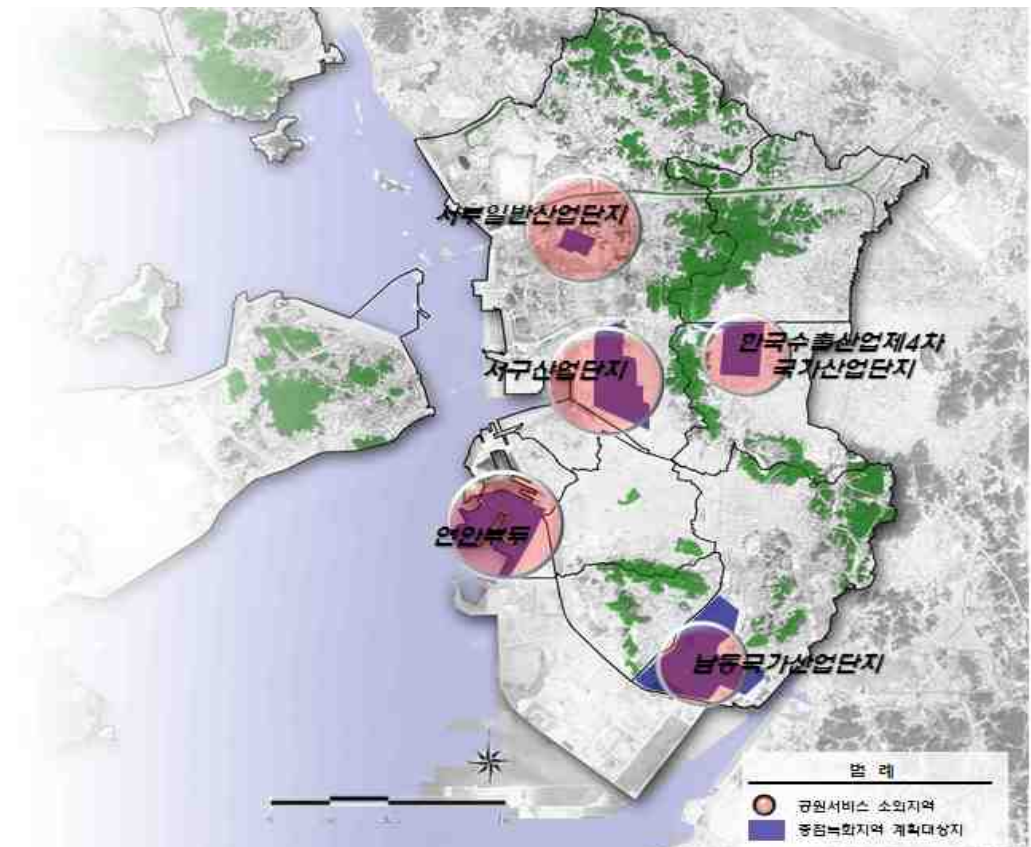 서부일반산업단지
한국수출산업제4차
국가산업단지
서구산업단지
연안부두
남동국가산업단지
범 례
공원서비스 소외지역
중점녹화지역 계획대상지